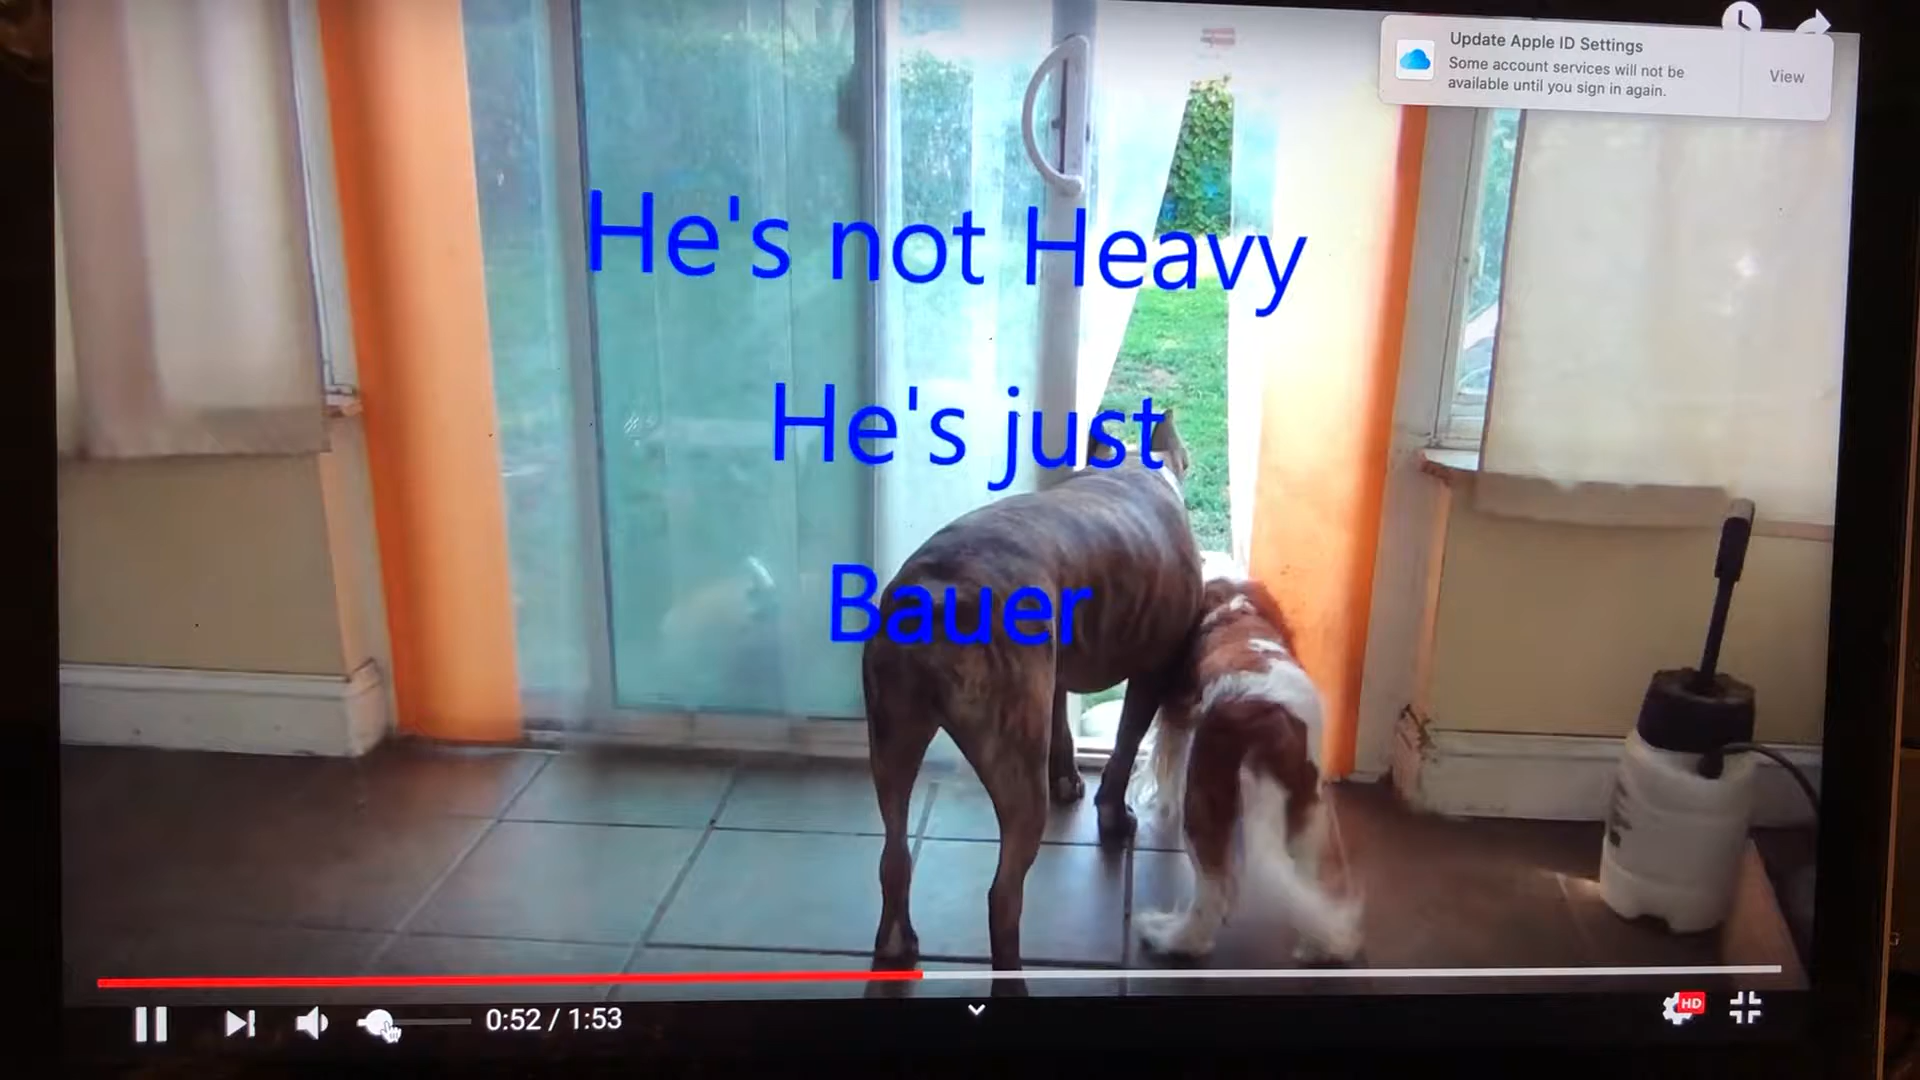 Update Apple ID Settings
Some account services will not be
available until you sign in again.
View
He's not Heavy
He's just
Bauer
0:52 / 1:53
HD